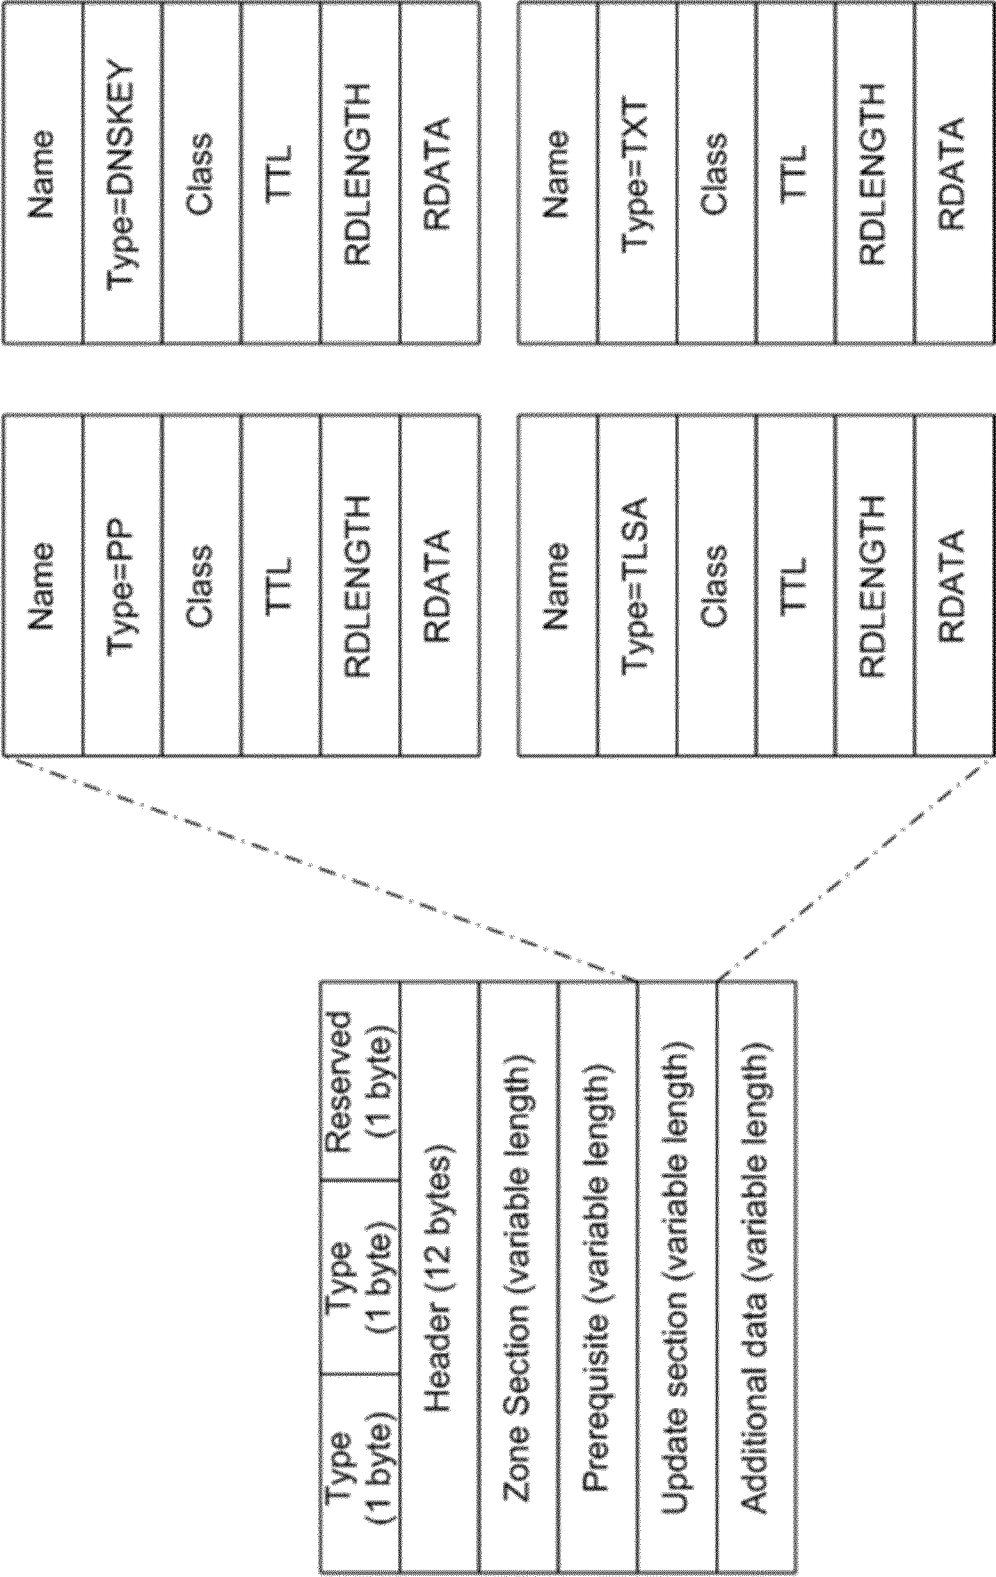 Type
(1 byte)
Type
(1 byte)
Reserved
(1 byte)
Header (12 bytes)
Zone Section (variable length)
Prerequisite (variable length)
Update section (variable length)
Additional data (variable length)
Name
Type=PP
Class
TTL
RDLENGTH
RDATA
Name
Type=DNSKEY
Class
TTL
RDLENGTH
RDATA
Name
Type=TLSA
Class
TTL
RDLENGTH
RDATA
Name
Type=TXT
Class
TTL
RDLENGTH
RDATA